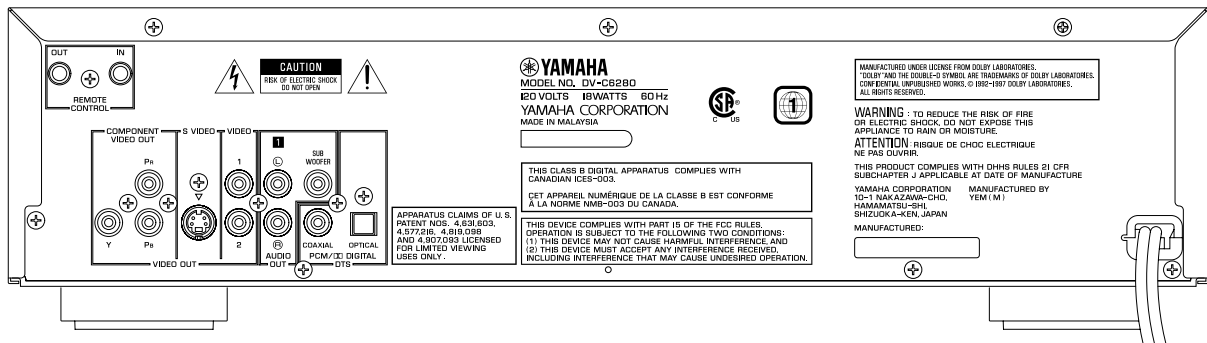 OUT
IN
REMOTE
CONTROL
CAUTION
RISK OF ELECTRIC SHOCK
DO NOT OPEN
YAMAHA
MODEL NO. DV-C6280
120 VOLTS 18WATTS 60Hz
YAMAHA CORPORATION
MADE IN MALAYSIA
SA ®
C US
1
MANUFACTURED UNDER LICENSE FROM DOLBY LABORATORIES.
"DOLBY" AND THE DOUBLE-D SYMBOL ARE TRADEMARKS OF DOLBY LABORATORIES.
CONFIDENTIAL UNPUBLISHED WORKS. © 1992-1997 DOLBY LABORATORIES.
ALL RIGHTS RESERVED.
WARNING : TO REDUCE THE RISK OF FIRE
OR ELECTRIC SHOCK, DO NOT EXPOSE THIS
APPLIANCE TO RAIN OR MOISTURE.
ATTENTION : RISQUE DE CHOC ELECTRIQUE
NE PAS OUVRIR.
THIS PRODUCT COMPLIES WITH DHHS RULES 21 CFR
SUBCHAPTER J APPLICABLE AT DATE OF MANUFACTURE
YAMAHA CORPORATION
10-1 NAKAZAWA-CHO,
HAMAMATSU-SHI,
SHIZUOKA-KEN, JAPAN
MANUFACTURED BY
YEM (M)
MANUFACTURED:
COMPONENT
VIDEO OUT
S VIDEO
VIDEO
1
SUB
WOOFER
PR
1
L
Y
PB
2
R
COAXIAL
OPTICAL
VIDEO OUT
AUDIO
OUT
PCM/DD DIGITAL
DTS
APPARATUS CLAIMS OF U. S.
PATENT NOS. 4,631,603,
4,577,216, 4,819,098
AND 4,907,093 LICENSED
FOR LIMITED VIEWING
USES ONLY .
THIS CLASS B DIGITAL APPARATUS COMPLIES WITH
CANADIAN ICES-003.
CET APPAREIL NUMÉRIQUE DE LA CLASSE B EST CONFORME
À LA NORME NMB-003 DU CANADA.
THIS DEVICE COMPLIES WITH PART 15 OF THE FCC RULES.
OPERATION IS SUBJECT TO THE FOLLOWING TWO CONDITIONS:
(1) THIS DEVICE MAY NOT CAUSE HARMFUL INTERFERENCE, AND
(2) THIS DEVICE MUST ACCEPT ANY INTERFERENCE RECEIVED,
INCLUDING INTERFERENCE THAT MAY CAUSE UNDESIRED OPERATION.